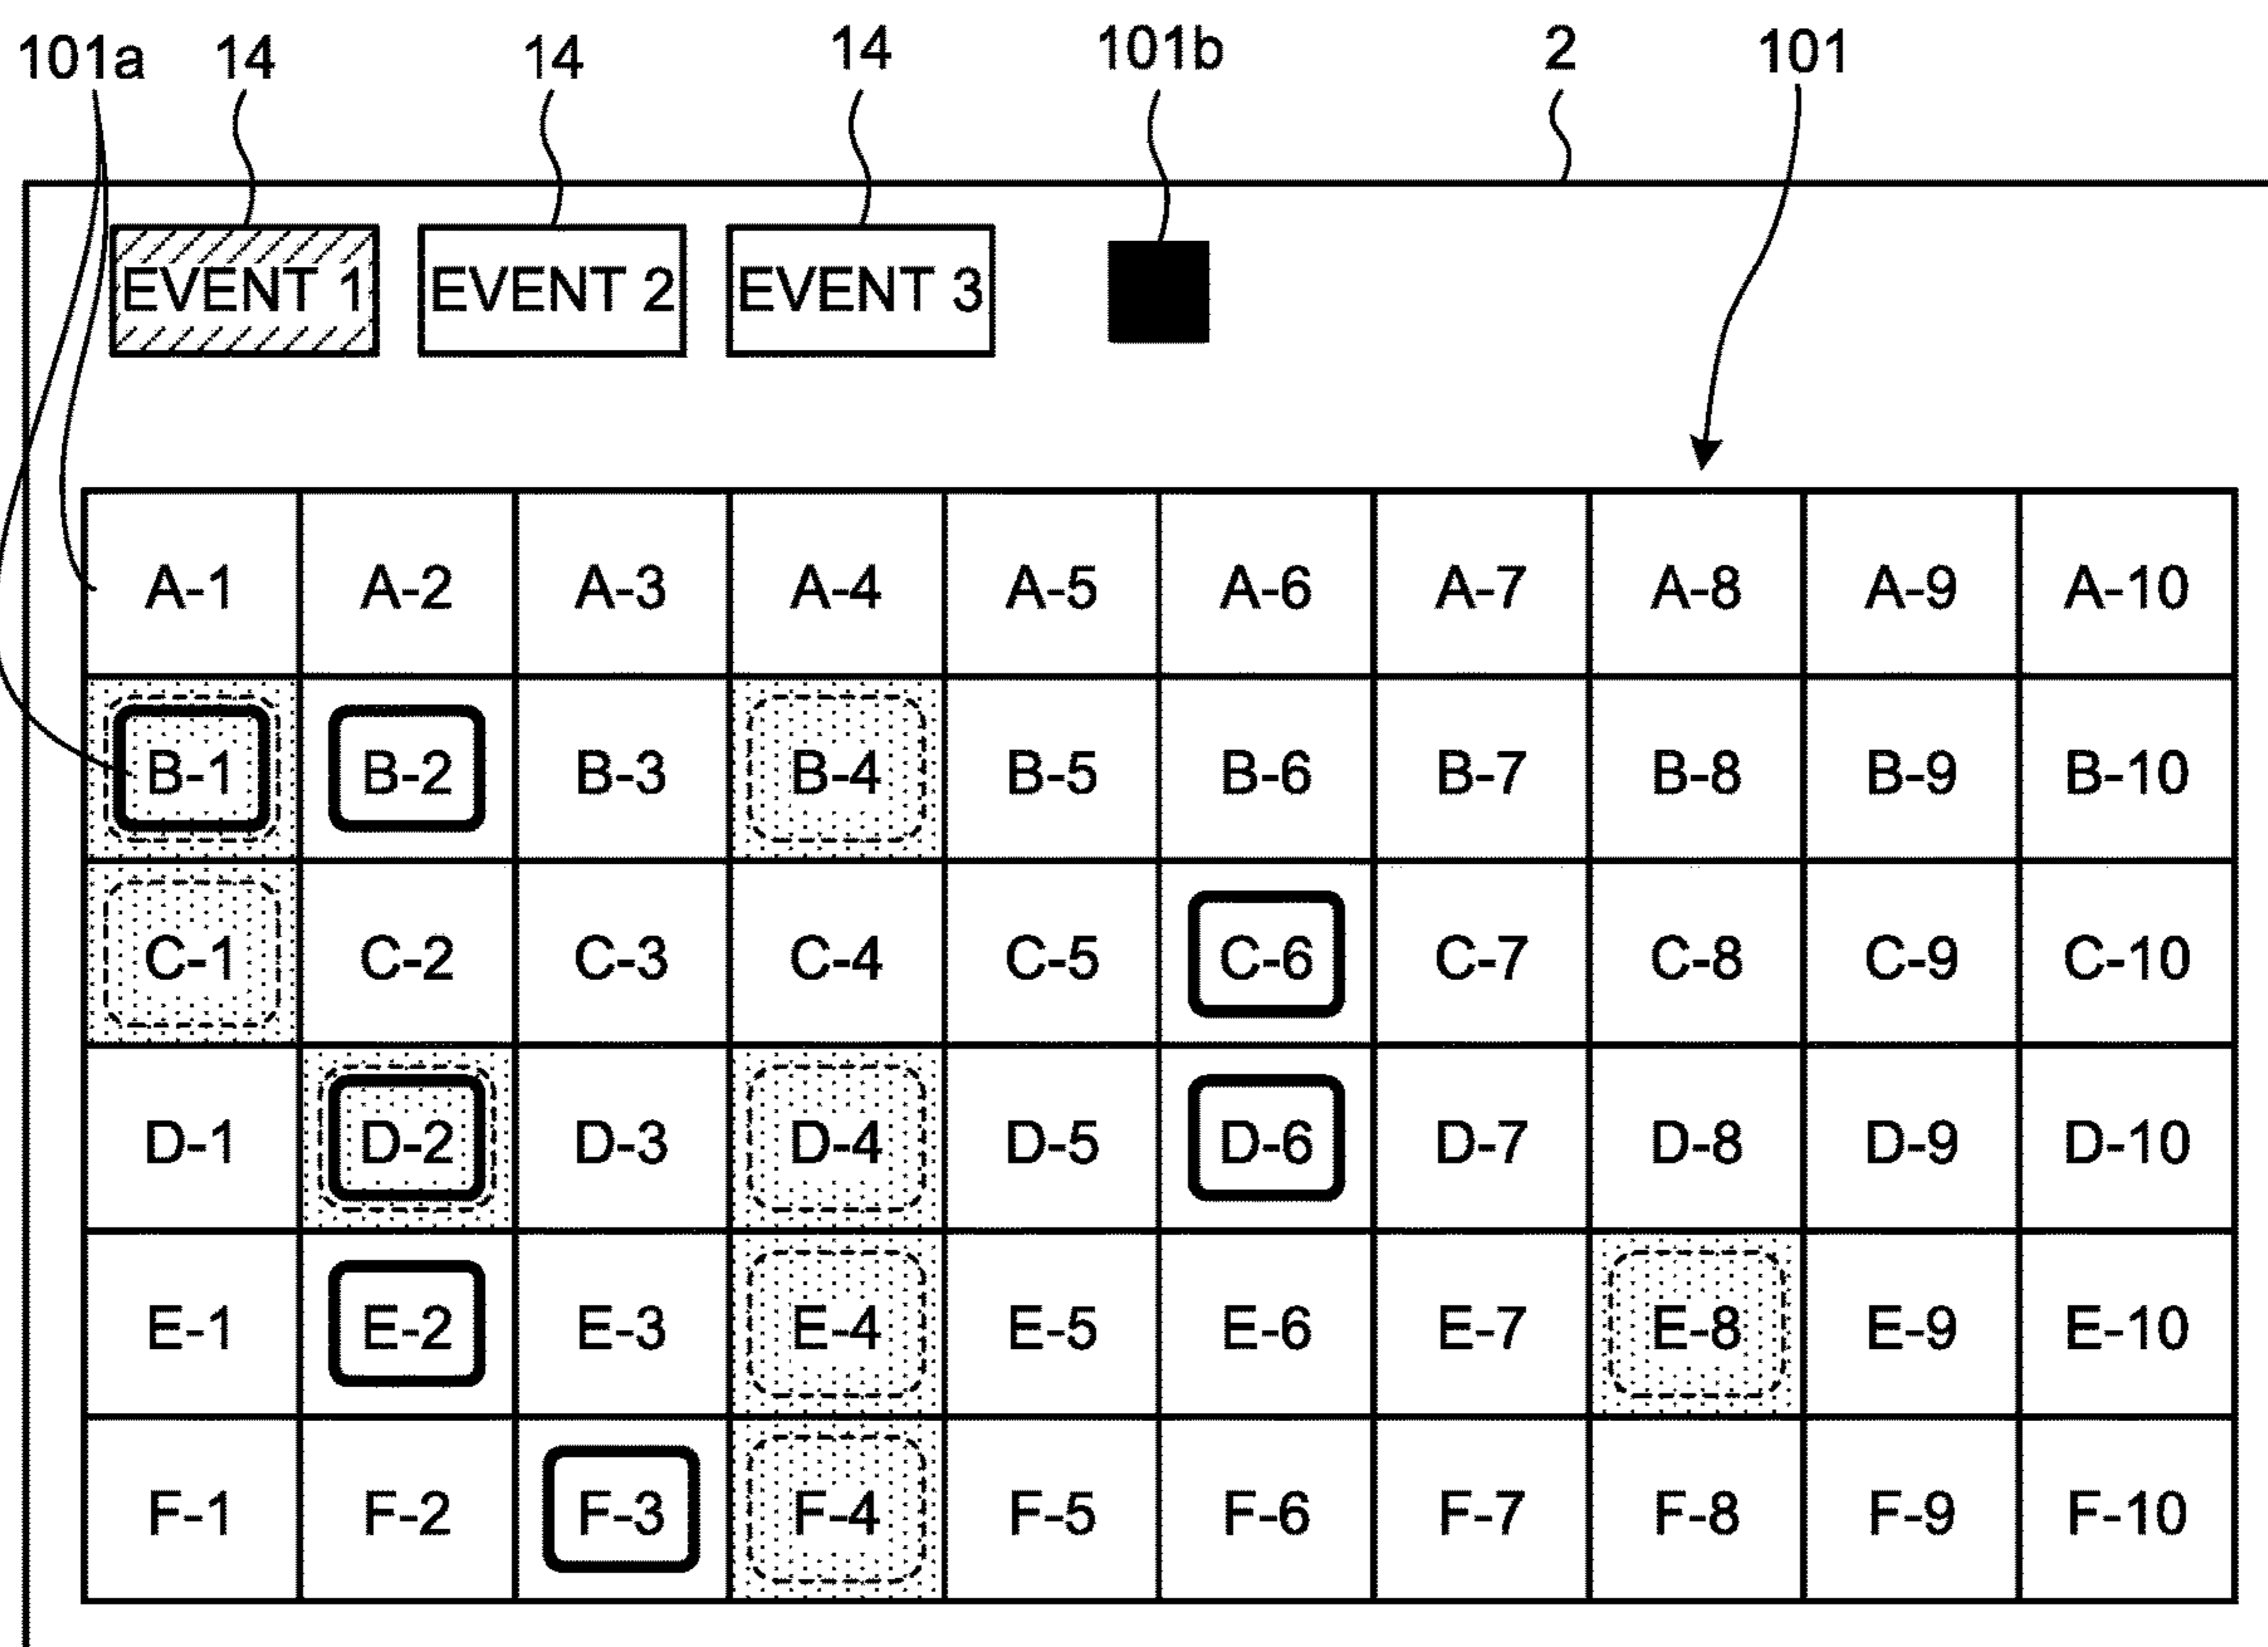 101a 14 14 14 101b 2 101
EVENT 1 EVENT 2 EVENT 3
A-1 A-2 A-3 A-4 A-5 A-6 A-7 A-8 A-9 A-10
B-1 B-2 B-3 B-4 B-5 B-6 B-7 B-8 B-9 B-10
C-1 C-2 C-3 C-4 C-5 C-6 C-7 C-8 C-9 C-10
D-1 D-2 D-3 D-4 D-5 D-6 D-7 D-8 D-9 D-10
E-1 E-2 E-3 E-4 E-5 E-6 E-7 E-8 E-9 E-10
F-1 F-2 F-3 F-4 F-5 F-6 F-7 F-8 F-9 F-10